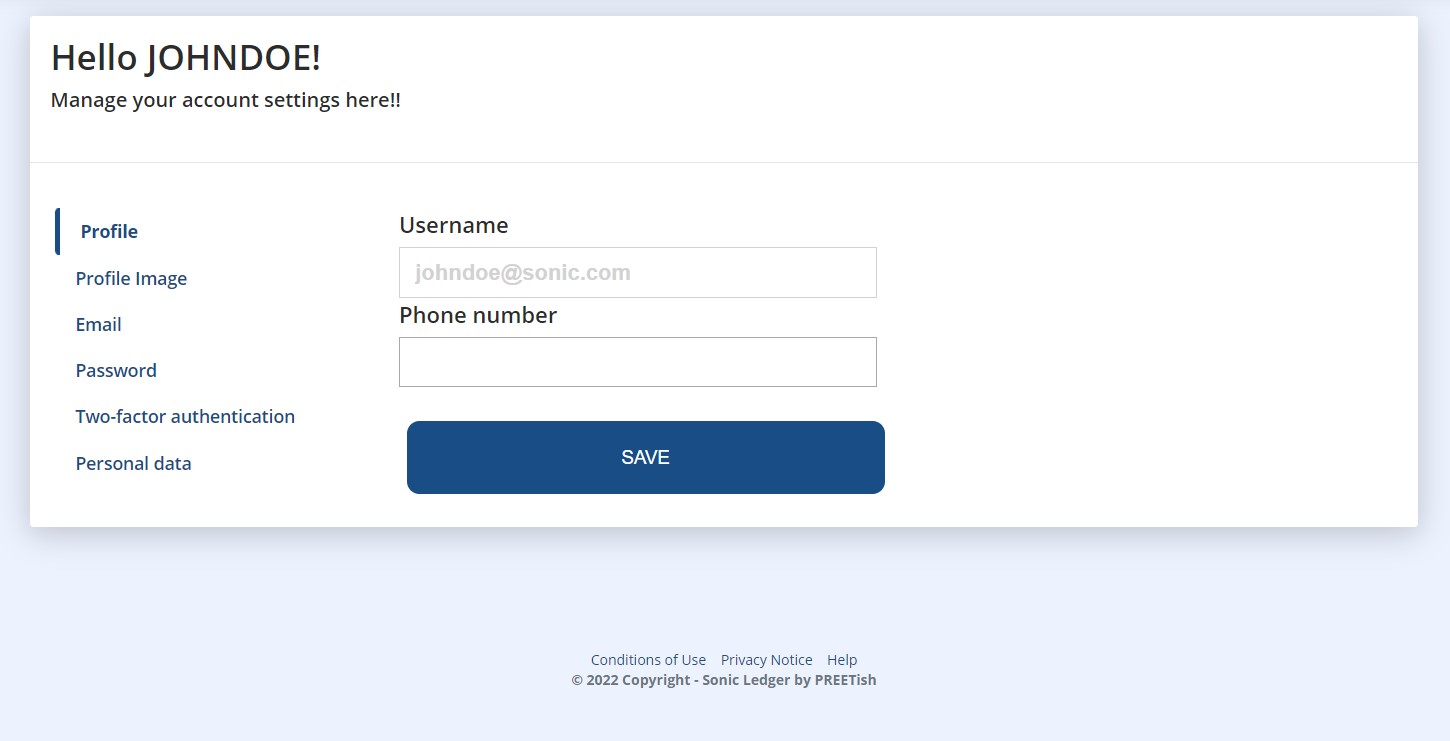 Hello JOHNDOE!
Manage your account settings here!!
Profile
Profile Image
Email
Password
Two-factor authentication
Personal data
Username
johndoe@sonic.com
Phone number
SAVE
Conditions of Use Privacy Notice Help
© 2022 Copyright - Sonic Ledger by PREETish